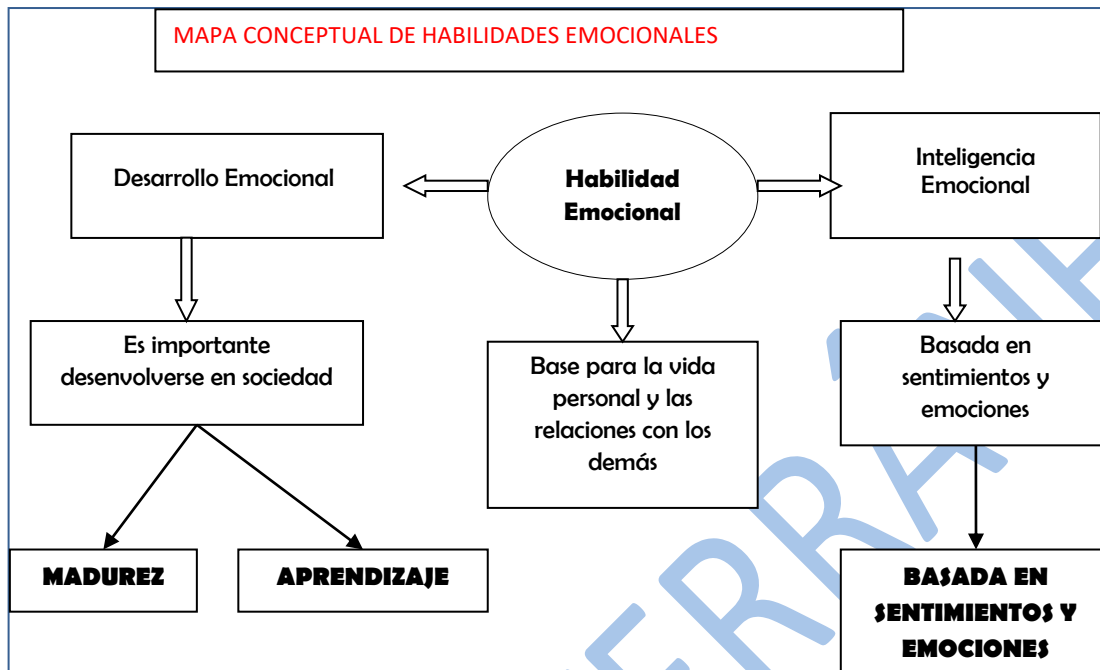 MAPA CONCEPTUAL DE HABILIDADES EMOCIONALES
Desarrollo Emocional
Habilidad
Emocional
Inteligencia
Emocional
Es importante
desenvolverse en sociedad
Base para la vida
personal y las
relaciones con los
demás
Basada en
sentimientos y
emociones
MADUREZ
APRENDIZAJE
BASADA EN
SENTIMIENTOS Y
EMOCIONES